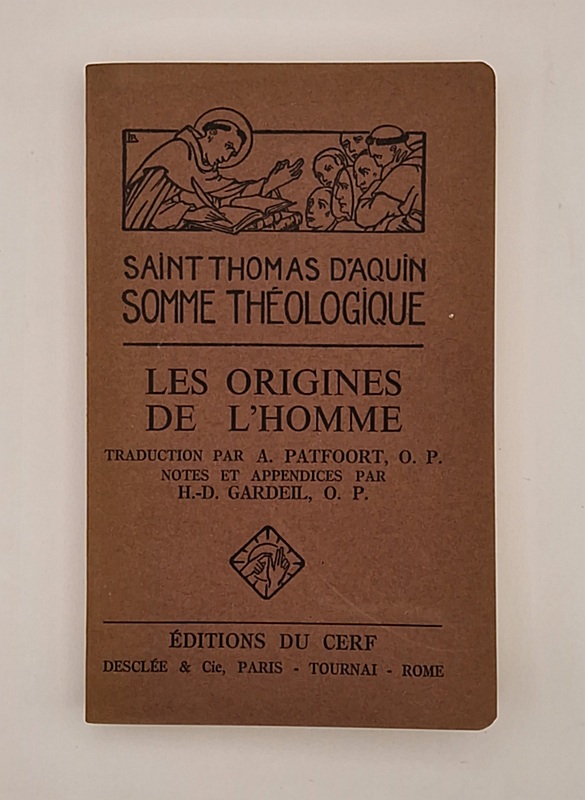 SAINT THOMAS D'AQUIN
SOMME THÉOLOGIQUE
LES ORIGINES
DE L'HOMME
TRADUCTION PAR A. PATFOORT, O. P.
NOTES ET APPENDICES PAR
H.-D. GARDEIL, O. P.
ÉDITIONS DU CERF
DESCLÉE & Cie, PARIS - TOURNAI - ROME